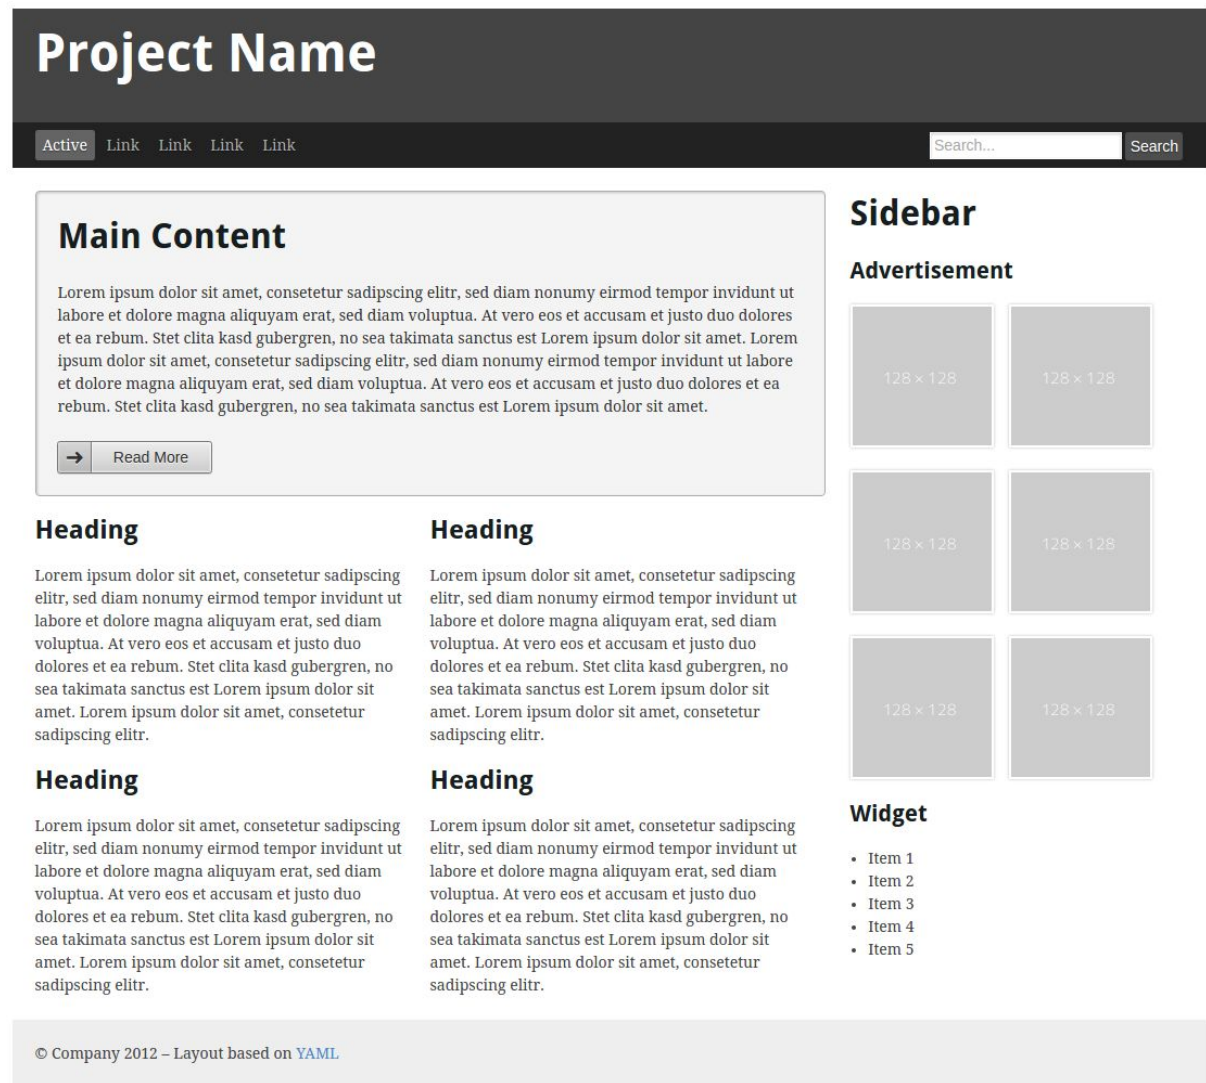 Project Name
Active Link Link Link Link
Search... Search
Main Content
Lorem ipsum dolor sit amet, consetetur sadipscing elitr, sed diam nonumy eirmod tempor invidunt ut
labore et dolore magna aliquyam erat, sed diam voluptua. At vero eos et accusam et justo duo dolores
et ea rebum. Stet clita kasd gubergren, no sea takimata sanctus est Lorem ipsum dolor sit amet. Lorem
ipsum dolor sit amet, consetetur sadipscing elitr, sed diam nonumy eirmod tempor invidunt ut labore
et dolore magna aliquyam erat, sed diam voluptua. At vero eos et accusam et justo duo dolores et ea
rebum. Stet clita kasd gubergren, no sea takimata sanctus est Lorem ipsum dolor sit amet.
Read More
Heading
Lorem ipsum dolor sit amet, consetetur sadipscing
elitr, sed diam nonumy eirmod tempor invidunt ut
labore et dolore magna aliquyam erat, sed diam
voluptua. At vero eos et accusam et justo duo
dolores et ea rebum. Stet clita kasd gubergren, no
sea takimata sanctus est Lorem ipsum dolor sit
amet. Lorem ipsum dolor sit amet, consetetur
sadipscing elitr.
Heading
Lorem ipsum dolor sit amet, consetetur sadipscing
elitr, sed diam nonumy eirmod tempor invidunt ut
labore et dolore magna aliquyam erat, sed diam
voluptua. At vero eos et accusam et justo duo
dolores et ea rebum. Stet clita kasd gubergren, no
sea takimata sanctus est Lorem ipsum dolor sit
amet. Lorem ipsum dolor sit amet, consetetur
sadipscing elitr.
Heading
Lorem ipsum dolor sit amet, consetetur sadipscing
elitr, sed diam nonumy eirmod tempor invidunt ut
labore et dolore magna aliquyam erat, sed diam
voluptua. At vero eos et accusam et justo duo
dolores et ea rebum. Stet clita kasd gubergren, no
sea takimata sanctus est Lorem ipsum dolor sit
amet. Lorem ipsum dolor sit amet, consetetur
sadipscing elitr.
Heading
Lorem ipsum dolor sit amet, consetetur sadipscing
elitr, sed diam nonumy eirmod tempor invidunt ut
labore et dolore magna aliquyam erat, sed diam
voluptua. At vero eos et accusam et justo duo
dolores et ea rebum. Stet clita kasd gubergren, no
sea takimata sanctus est Lorem ipsum dolor sit
amet. Lorem ipsum dolor sit amet, consetetur
sadipscing elitr.
Sidebar
Advertisement
128 × 128 128 × 128
128 × 128 128 × 128
128 × 128 128 × 128
Widget
• Item 1
• Item 2
• Item 3
• Item 4
• Item 5
© Company 2012 – Layout based on YAML